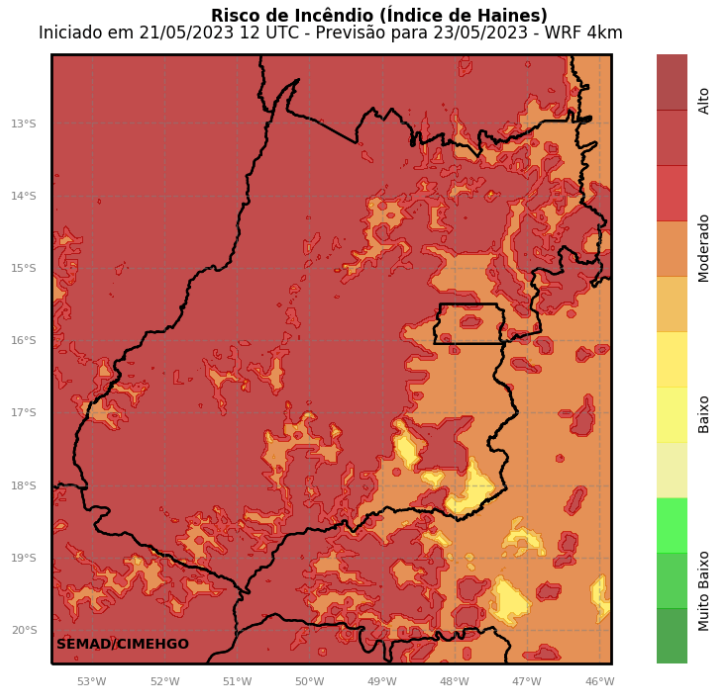 Risco de Incêndio (Índice de Haines)
Iniciado em 21/05/2023 12 UTC - Previsão para 23/05/2023 - WRF 4km
13°S
14°S
15°S
16°S
17°S
18°S
19°S
20°S
SEMAD/CIMEHGO
53°W
52°W
51°W
50°W
49°W
48°W
47°W
46°W
Alto
Moderado
Baixo
Muito Baixo